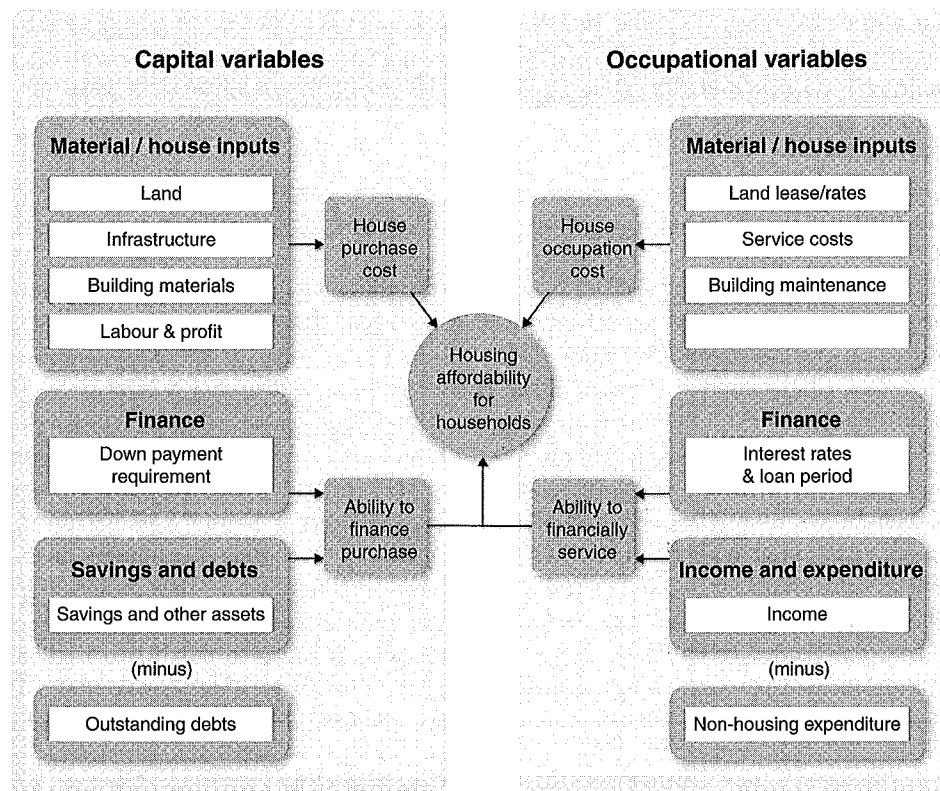 Capital variables
Material / house inputs
Land
Infrastructure
Building materials
Labour & profit
House
purchase
cost
Finance
Down payment
requirement
Ability to
finance
purchase
Savings and debts
Savings and other assets
(minus)
Outstanding debts
Housing
affordability
for
households
Occupational variables
Material / house inputs
Land lease/rates
Service costs
Building maintenance
House
occupation
cost
Finance
Interest rates
& loan period
Ability to
financially
service
Income and expenditure
Income
(minus)
Non-housing expenditure